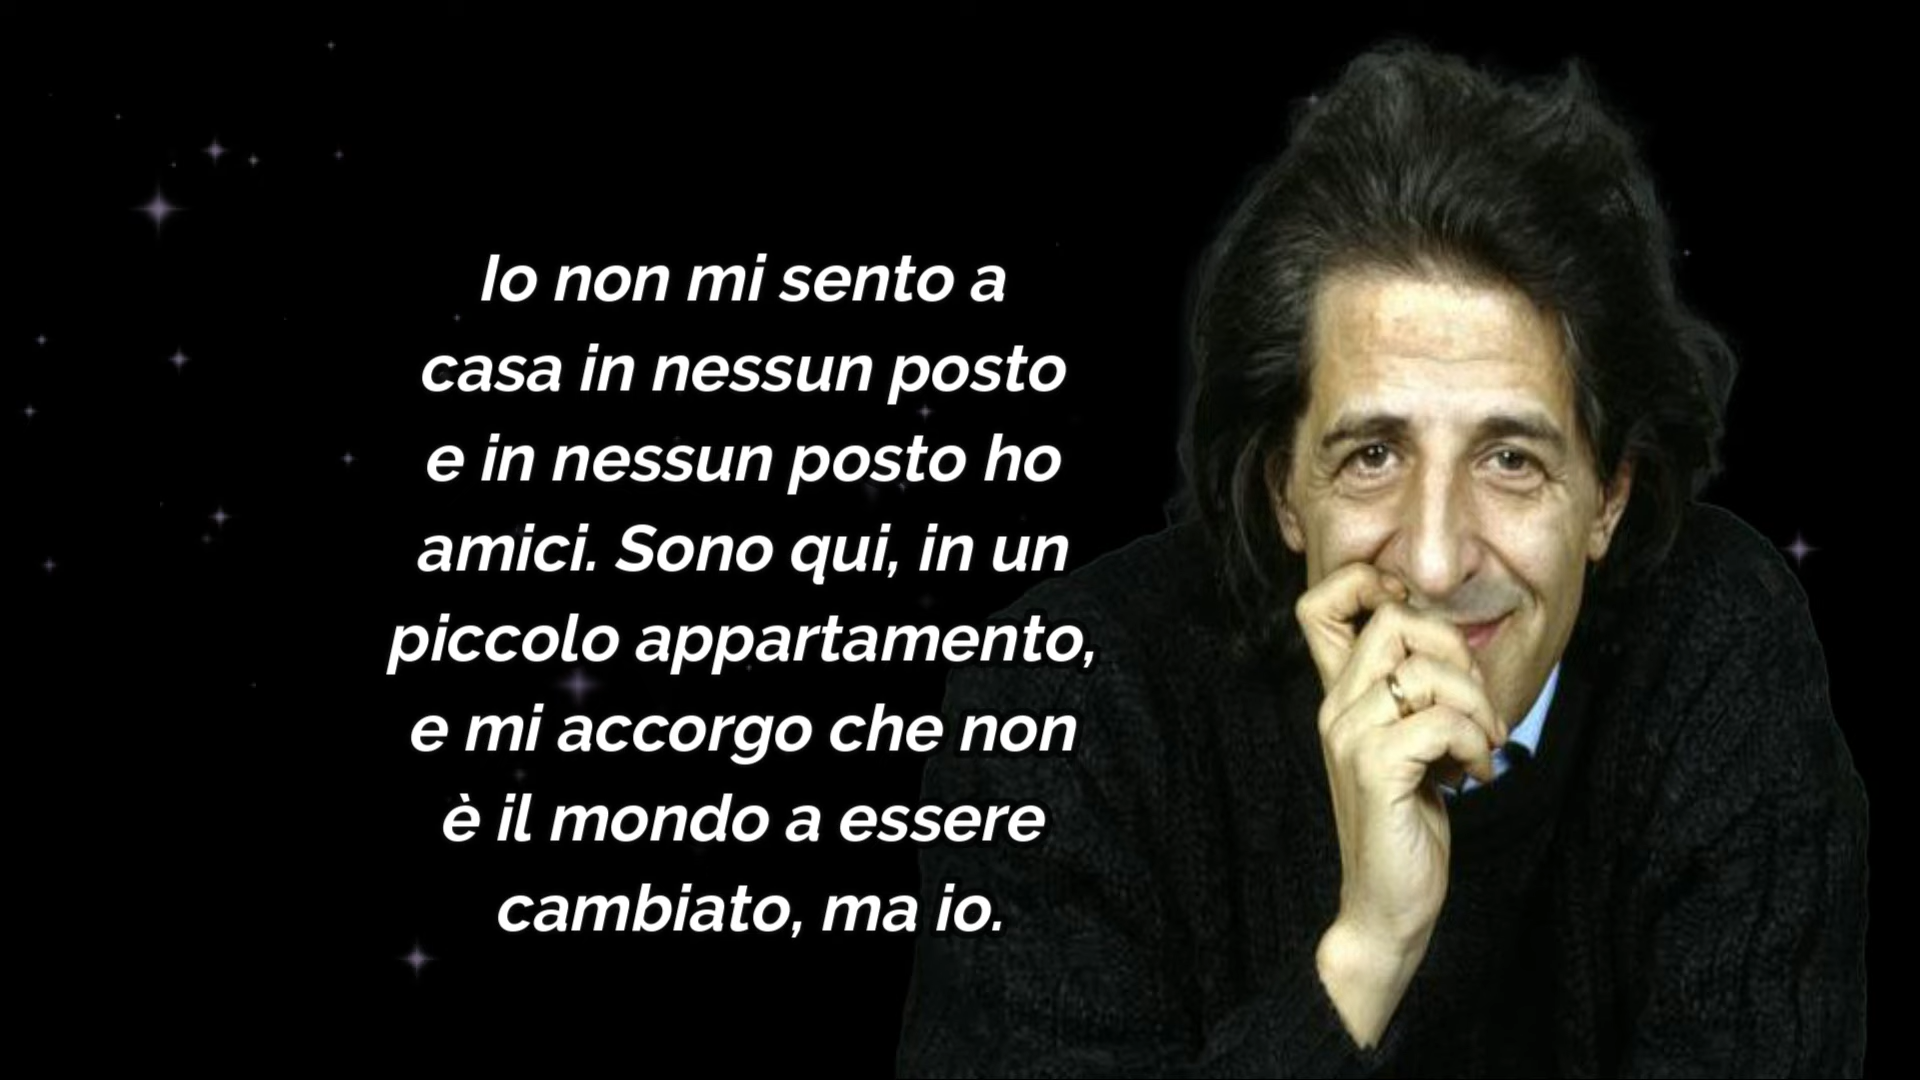 Io non mi sento a
casa in nessun posto
e in nessun posto ho
amici. Sono qui, in un
piccolo appartamento,
e mi accorgo che non
è il mondo a essere
cambiato, ma io.